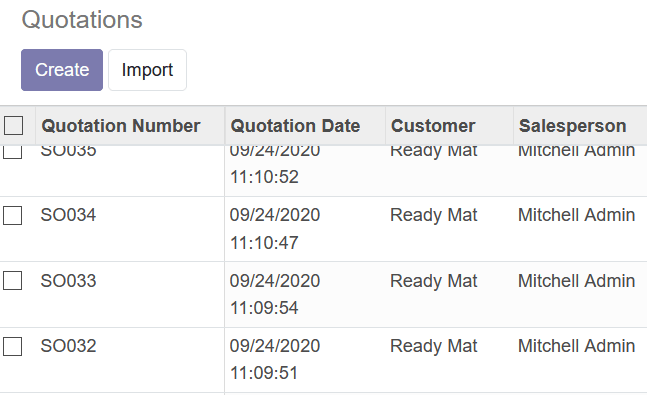 Quotations
Create Import
Quotation Number Quotation Date Customer Salesperson
SO035 09/24/2020 Ready Mat Mitchell Admin
11:10:52
SO034 09/24/2020 Ready Mat Mitchell Admin
11:10:47
SO033 09/24/2020 Ready Mat Mitchell Admin
11:09:54
SO032 09/24/2020 Ready Mat Mitchell Admin
11:09:51